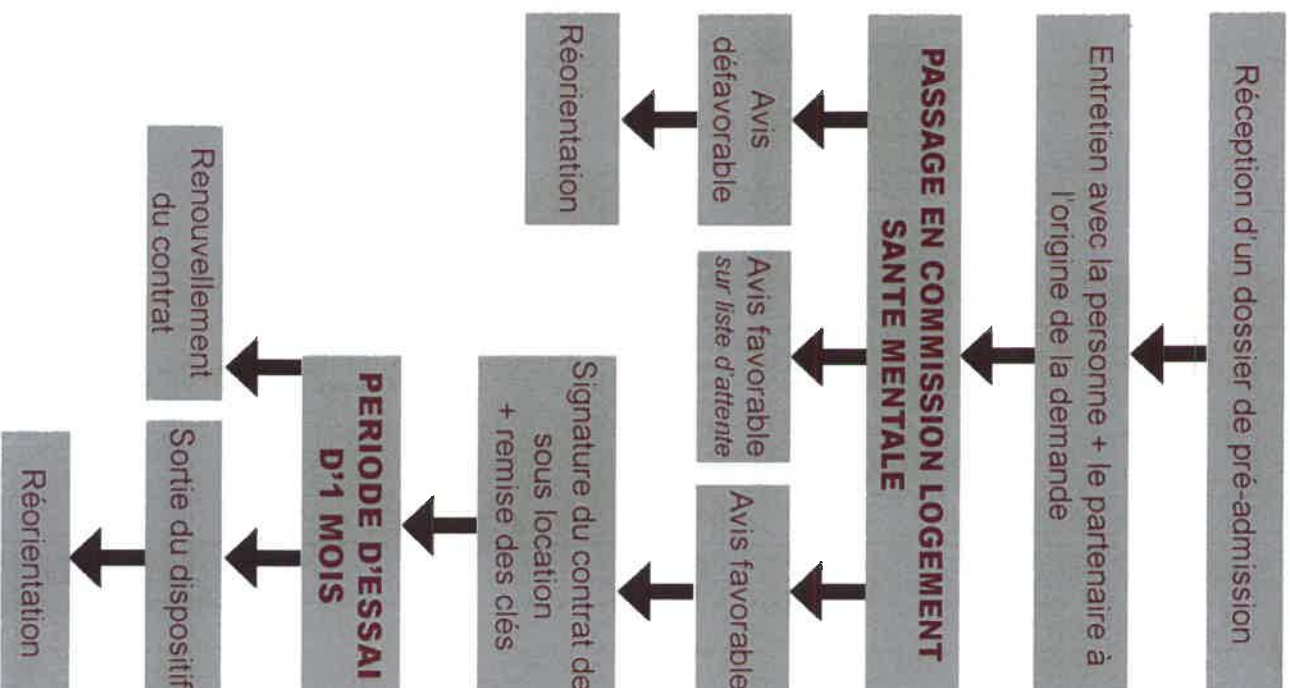 Réception d'un dossier de pré-admission
Entretien avec la personne + le partenaire à
l'origine de la demande
PASSAGE EN COMMISSION LOGEMENT
SANTE MENTALE
Avis
défavorable
Avis favorable
sur liste d'attente
Avis favorable
Réorientation
Signature du contrat de
sous location
+ remise des clés
PERIODE D'ESSAI
D'1 MOIS
Renouvellement
du contrat
Sortie du dispositif
Réorientation